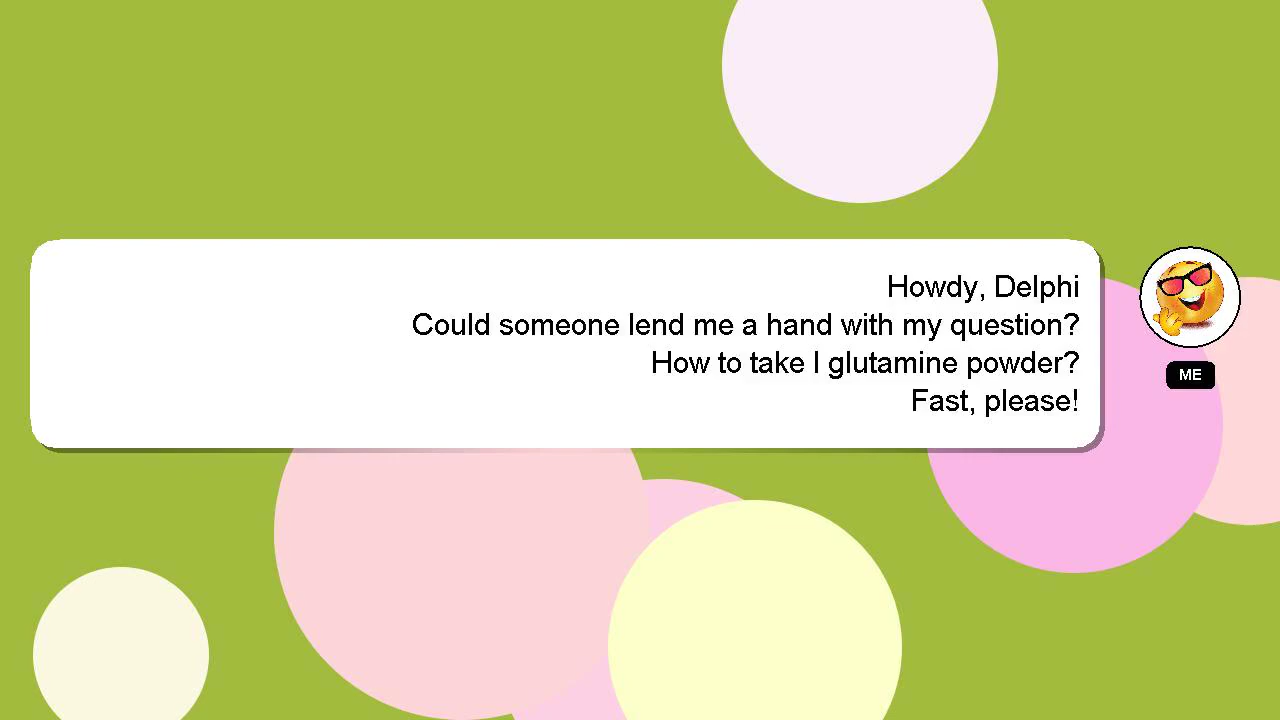 Howdy, Delphi
Could someone lend me a hand with my question?
How to take l glutamine powder?
Fast, please!
ME